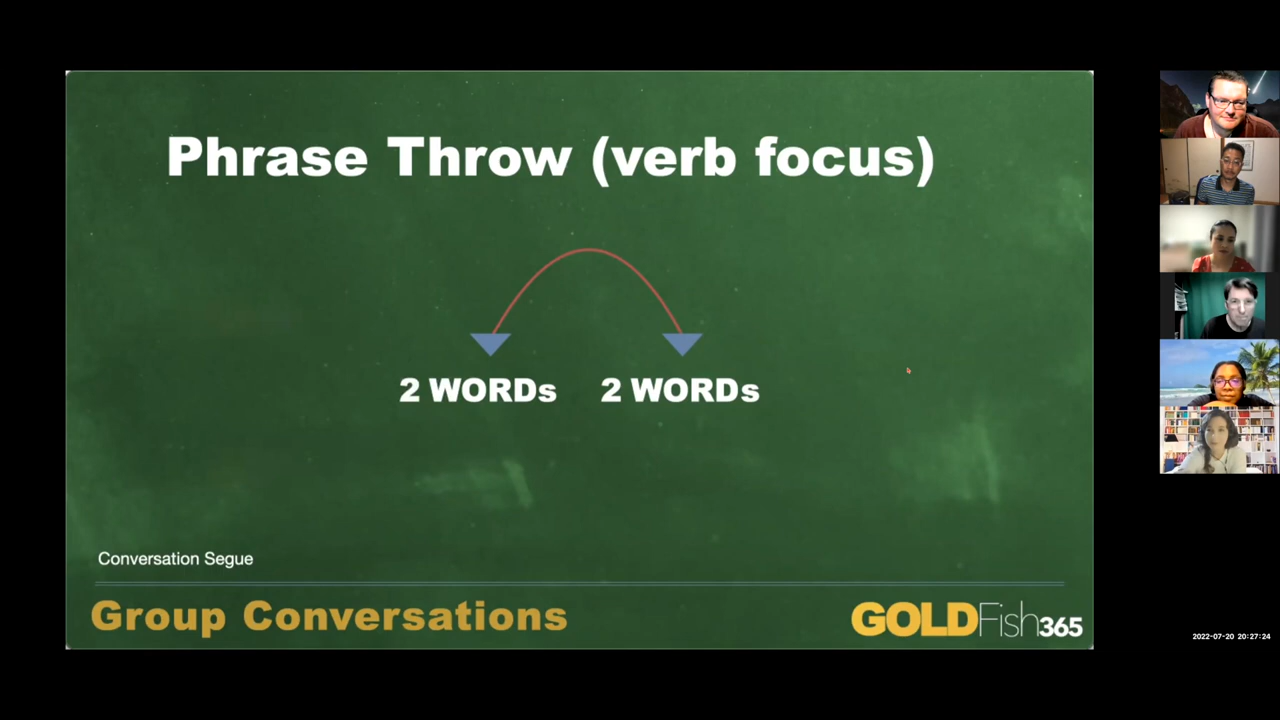 Phrase Throw (verb focus)
2 WORDs 2 WORDs
Conversation Segue
Group Conversations
GOLDFish365
2022-07-20 20:27:24